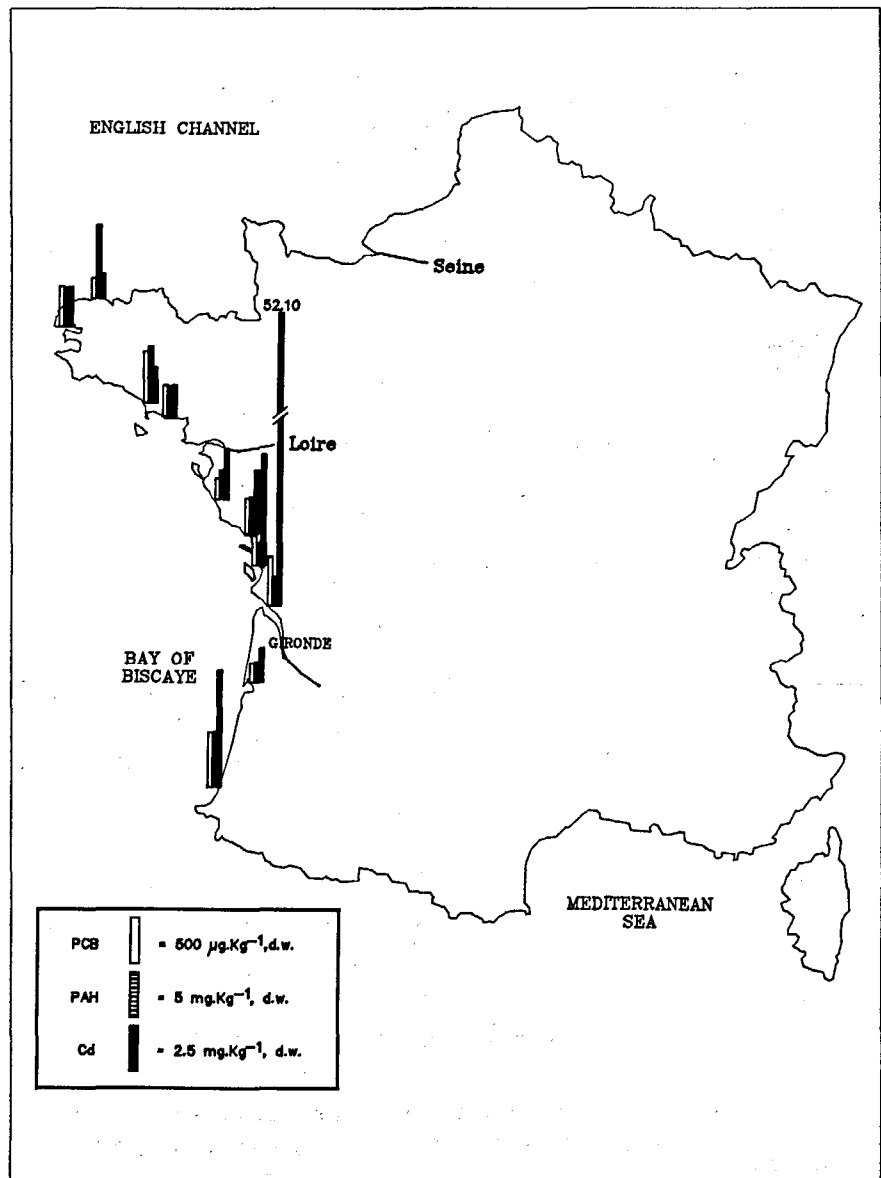 ENGLISH CHANNEL
Seine
52,10
Loire
GIRONDE
BAY OF
BISCAYE
MEDITERRANEAN
SEA
PCB = 500 µg.Kg⁻¹,d.w.
PAH = 5 mg.Kg⁻¹, d.w.
Cd = 2.5 mg.Kg⁻¹, d.w.